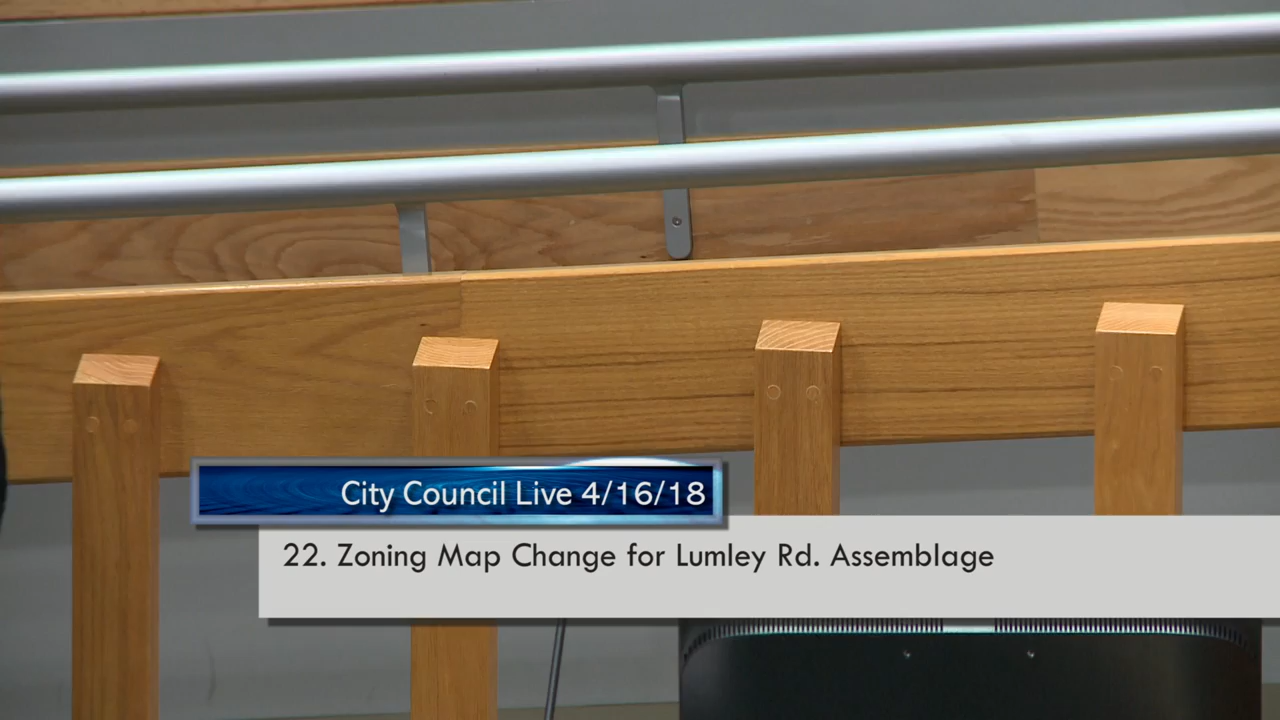 City Council Live 4/16/18
22. Zoning Map Change for Lumley Rd. Assemblage